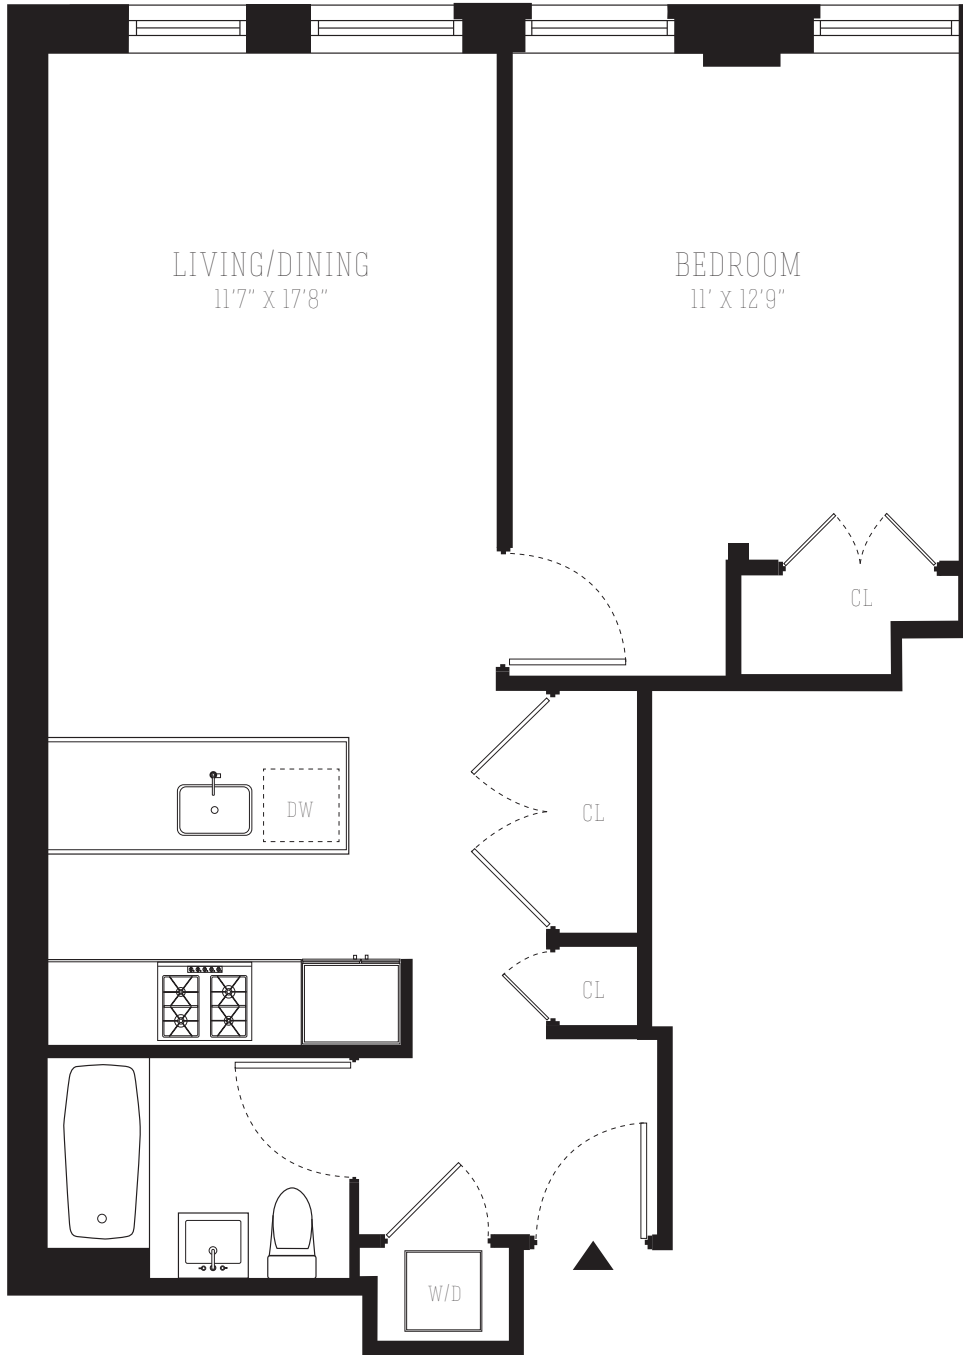 LIVING/DINING
11'7" X 17'8"
BEDROOM
11' X 12'9"
CL
DW
CL
CL
W/D